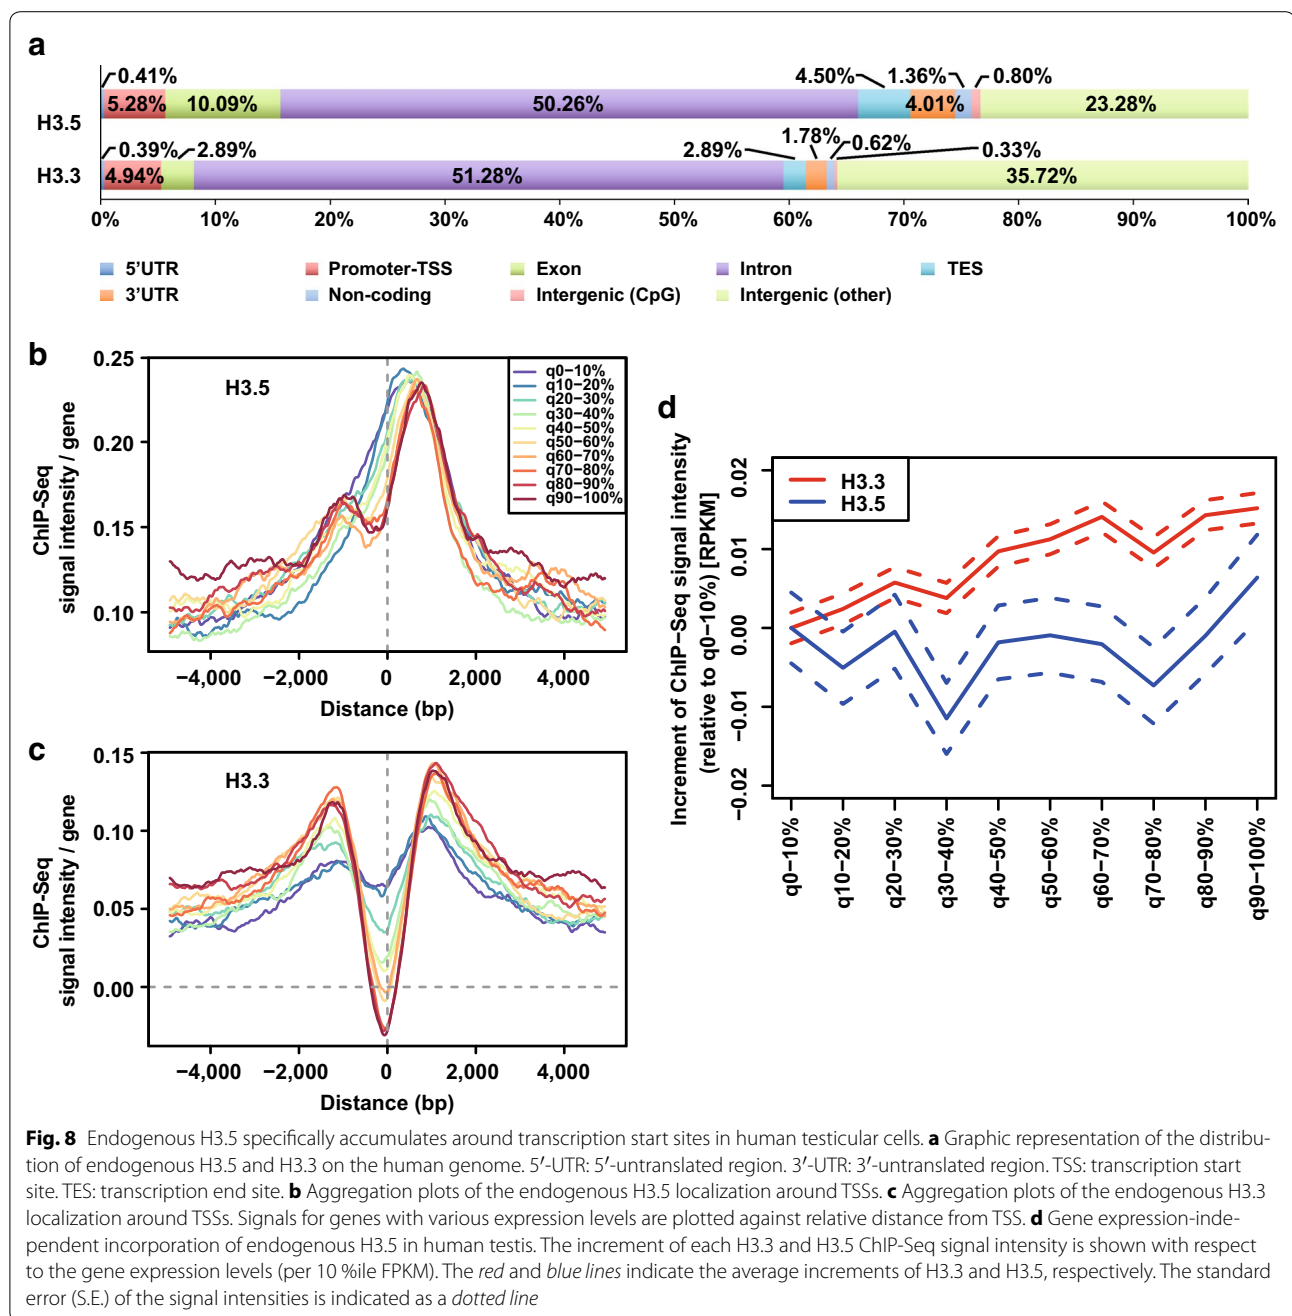 a
0.41%
4.50%
1.36%
0.80%
H3.5
5.28%
10.09%
50.26%
4.01%
23.28%
0.39%
2.89%
2.89%
1.78%
0.62%
0.33%
H3.3
4.94%
51.28%
35.72%
0% 10% 20% 30% 40% 50% 60% 70% 80% 90% 100%
5'UTR Promoter-TSS Exon Intron TES
3'UTR Non-coding Intergenic (CpG) Intergenic (other)
b
H3.5
ChIP-Seq
signal intensity / gene
0.25
0.20
0.15
0.10
q0−10%
q10−20%
q20−30%
q30−40%
q40−50%
q50−60%
q60−70%
q70−80%
q80−90%
q90−100%
−4,000 −2,000 0 2,000 4,000
Distance (bp)
c
H3.3
ChIP-Seq
signal intensity / gene
0.15
0.10
0.05
0.00
−4,000 −2,000 0 2,000 4,000
Distance (bp)
d
Increment of ChIP−Seq signal intensity
(relative to q0−10%) [RPKM]
0.02
0.01
0.00
−0.01
−0.02
H3.3
H3.5
q0−10%
q10−20%
q20−30%
q30−40%
q40−50%
q50−60%
q60−70%
q70−80%
q80−90%
q90−100%
Fig. 8 Endogenous H3.5 specifically accumulates around transcription start sites in human testicular cells. a Graphic representation of the distribu-
tion of endogenous H3.5 and H3.3 on the human genome. 5′-UTR: 5′-untranslated region. 3′-UTR: 3′-untranslated region. TSS: transcription start
site. TES: transcription end site. b Aggregation plots of the endogenous H3.5 localization around TSSs. c Aggregation plots of the endogenous H3.3
localization around TSSs. Signals for genes with various expression levels are plotted against relative distance from TSS. d Gene expression-inde-
pendent incorporation of endogenous H3.5 in human testis. The increment of each H3.3 and H3.5 ChIP-Seq signal intensity is shown with respect
to the gene expression levels (per 10 %ile FPKM). The red and blue lines indicate the average increments of H3.3 and H3.5, respectively. The standard
error (S.E.) of the signal intensities is indicated as a dotted line